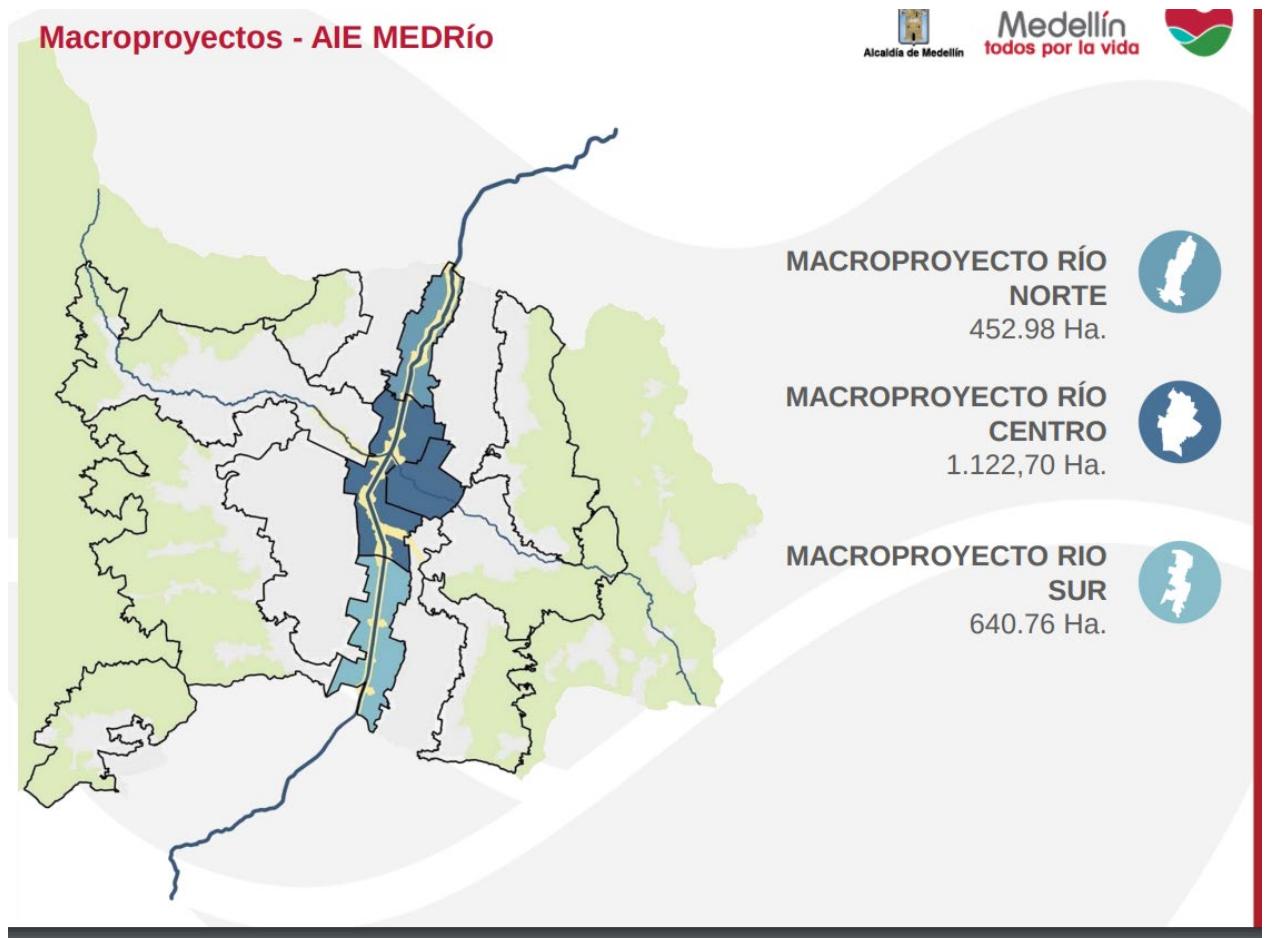 Macroproyectos - AIE MEDRío
Alcaldía de Medellín
Medellín
todos por la vida
MACROPROYECTO RÍO
NORTE
452.98 Ha.
MACROPROYECTO RÍO
CENTRO
1.122,70 Ha.
MACROPROYECTO RIO
SUR
640.76 Ha.